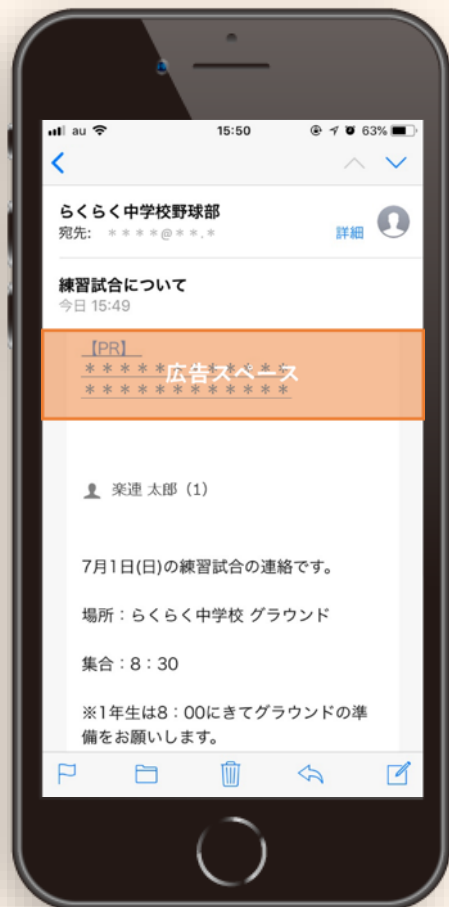 au 15:50 63%
らくらく中学校野球部
宛先: ****@**.* 詳細
練習試合について
今日 15:49
【PR】
広告スペース
楽連 太郎（1）
7月1日(日)の練習試合の連絡です。
場所：らくらく中学校 グラウンド
集合：8：30
※1年生は8：00にきてグラウンドの準
備をお願いします。